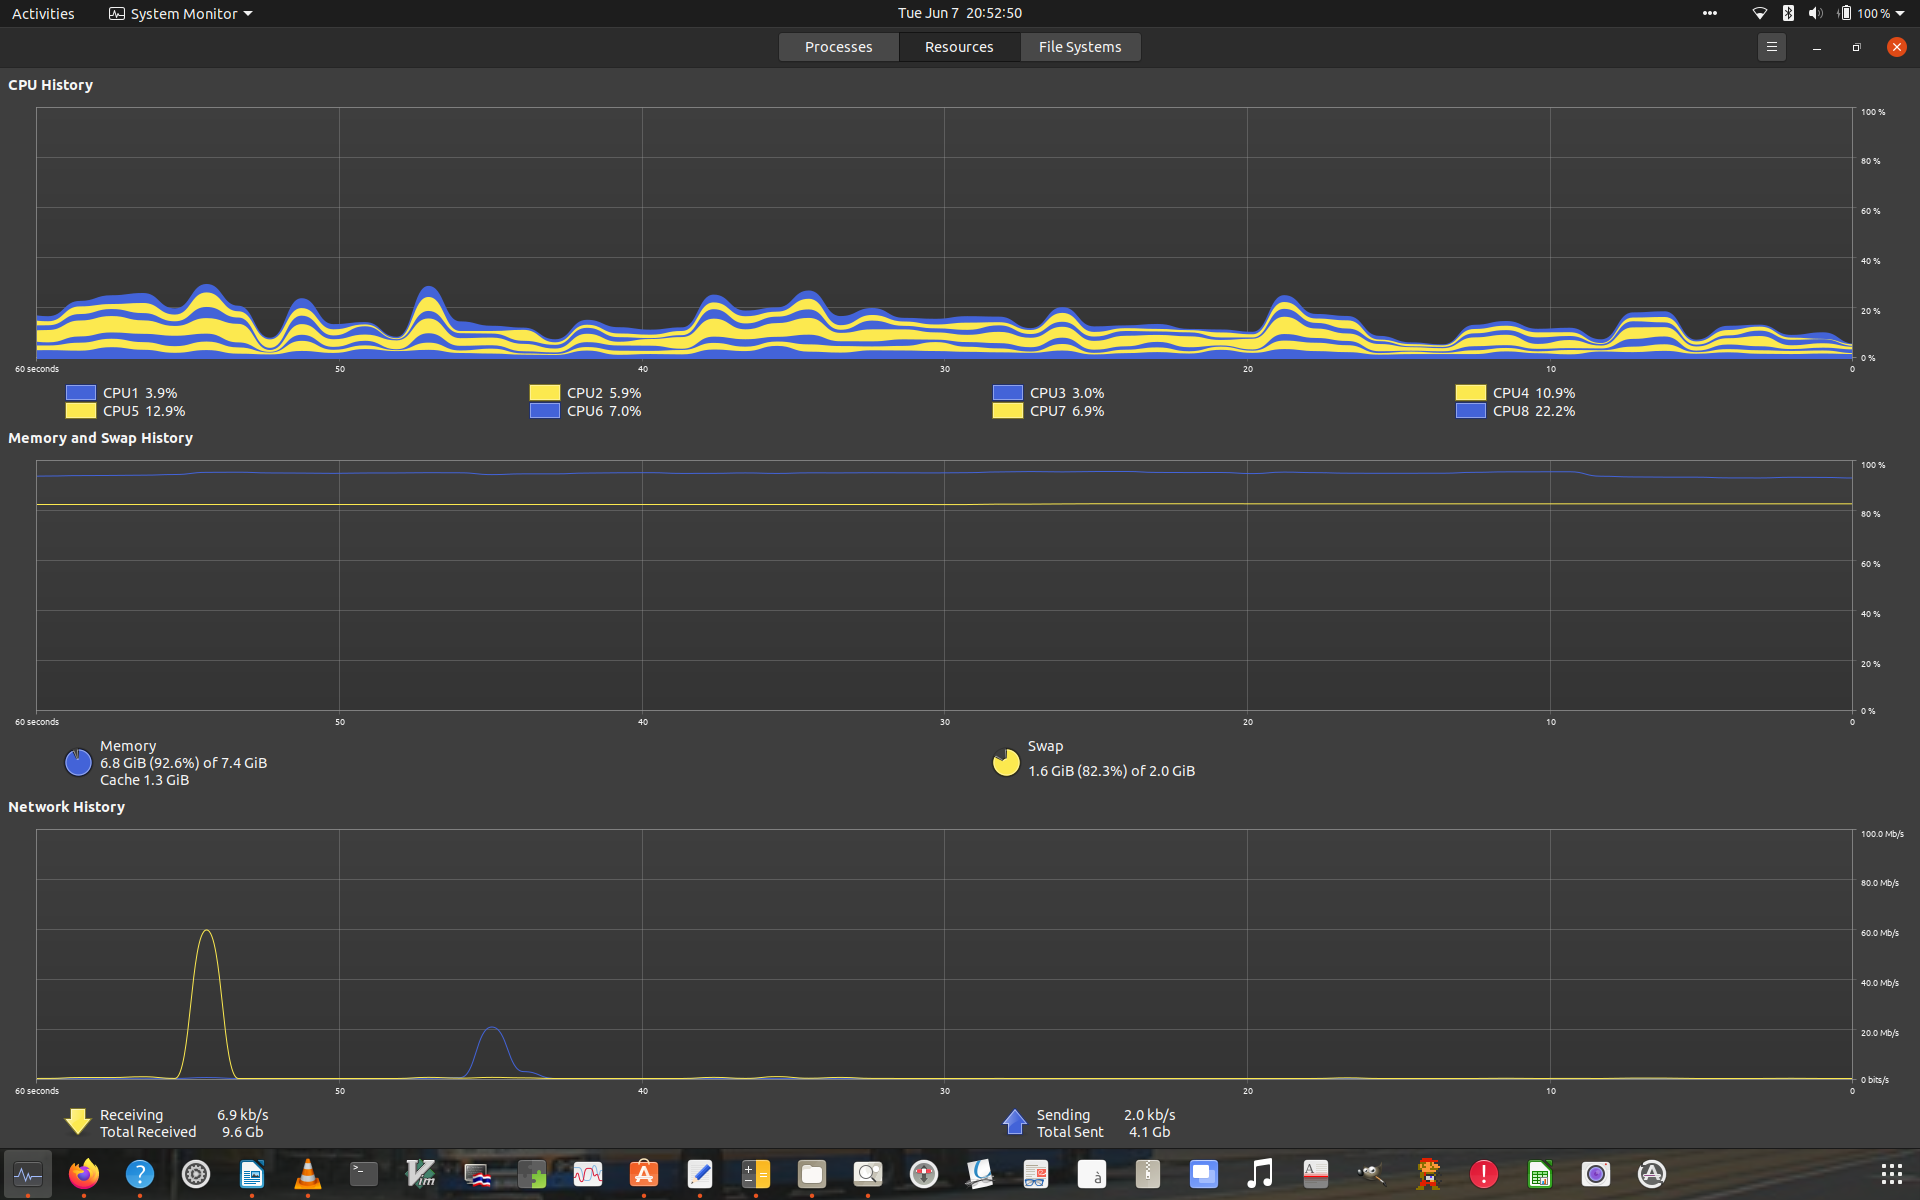 Activities System Monitor Tue Jun 7 20:52:50 100 %
Processes Resources File Systems
CPU History
100 %
80 %
60 %
40 %
20 %
0 %
60 seconds 50 40 30 20 10 0
CPU1 3.9% CPU2 5.9% CPU3 3.0% CPU4 10.9%
CPU5 12.9% CPU6 7.0% CPU7 6.9% CPU8 22.2%
Memory and Swap History
100 %
80 %
60 %
40 %
20 %
0 %
60 seconds 50 40 30 20 10 0
Memory
6.8 GiB (92.6%) of 7.4 GiB
Cache 1.3 GiB
Swap
1.6 GiB (82.3%) of 2.0 GiB
Network History
100.0 Mb/s
80.0 Mb/s
60.0 Mb/s
40.0 Mb/s
20.0 Mb/s
0 bits/s
60 seconds 50 40 30 20 10 0
Receiving 6.9 kb/s
Total Received 9.6 Gb
Sending 2.0 kb/s
Total Sent 4.1 Gb